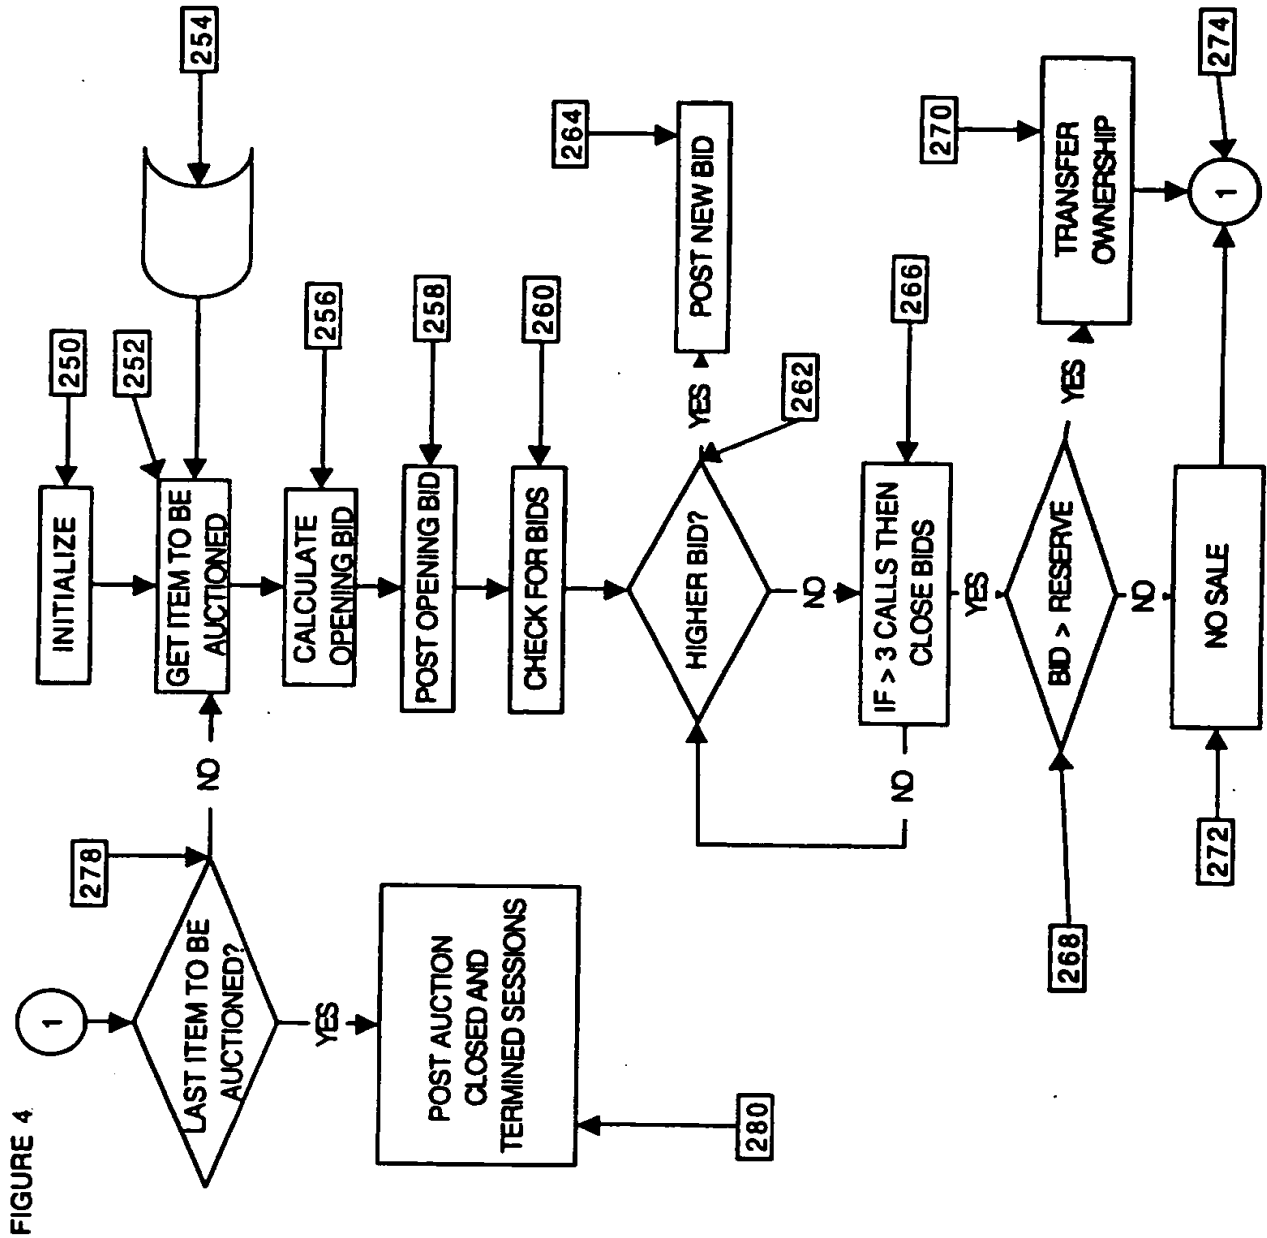 FIGURE 4
1
278
LAST ITEM TO BE
AUCTIONED?
NO
YES
POST AUCTION
CLOSED AND
TERMINED SESSIONS
280
INITIALIZE
250
252
GET ITEM TO BE
AUCTIONED
254
CALCULATE
OPENING BID
256
POST OPENING BID
258
CHECK FOR BIDS
260
HIGHER BID?
262
YES
POST NEW BID
264
NO
IF > 3 CALLS THEN
CLOSE BIDS
266
NO
YES
BID > RESERVE
268
YES
TRANSFER
OWNERSHIP
270
NO
NO SALE
272
1
274